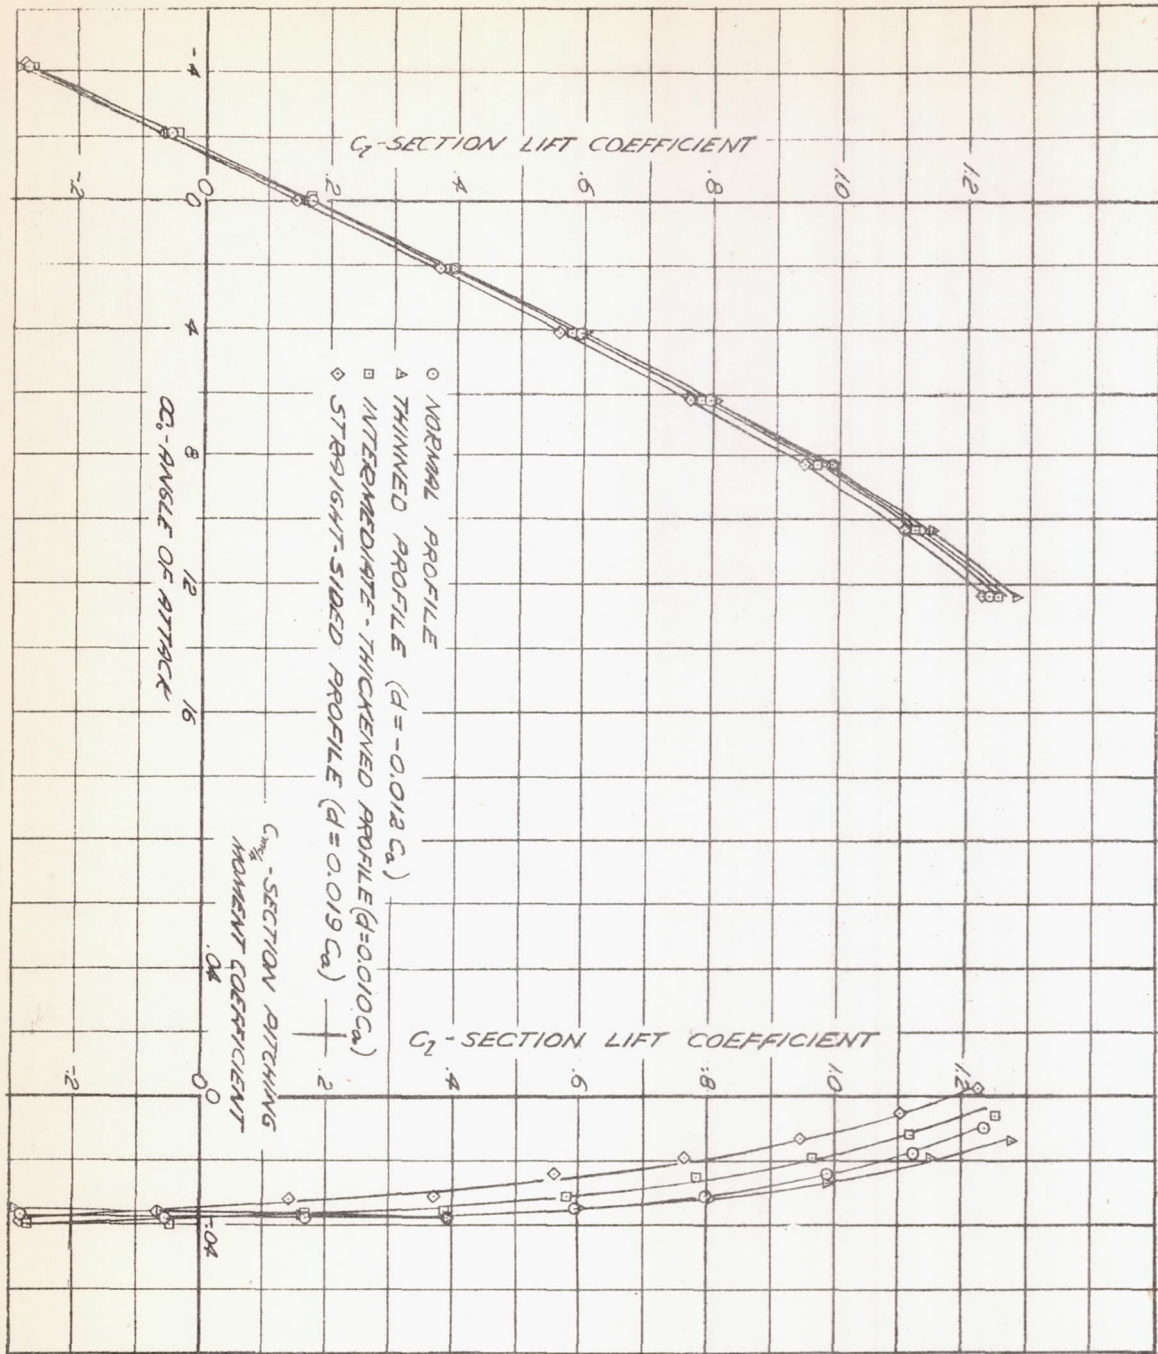 C_l-SECTION LIFT COEFFICIENT
-.2
0
.2
.4
.6
.8
1.0
1.2
-4
0
4
8
12
16
α₀-ANGLE OF ATTACK
⊙ NORMAL PROFILE
▵ THINNED PROFILE (d = -0.012 Ca)
⊡ INTERMEDIATE-THICKENED PROFILE (d=0.010 Ca)
◇ STRAIGHT-SIDED PROFILE (d = 0.019 Ca)
C_l-SECTION LIFT COEFFICIENT
-.2
0
.2
.4
.6
.8
1.0
1.2
.04
0
-.04
C_mc/4-SECTION PITCHING
MOMENT COEFFICIENT